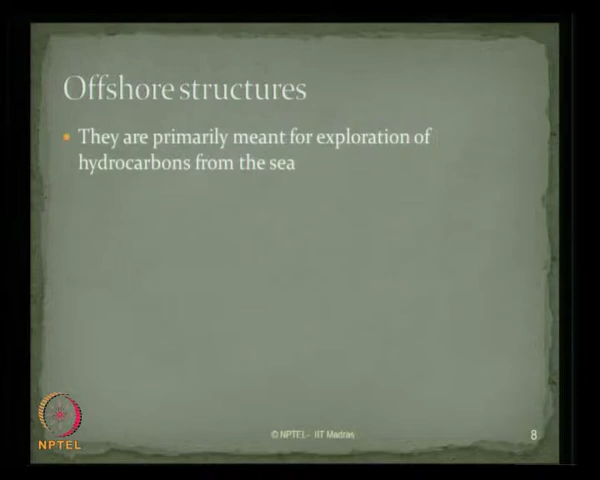 Offshore structures
They are primarily meant for exploration of
hydrocarbons from the sea
NPTEL
© NPTEL - IIT Madras
8